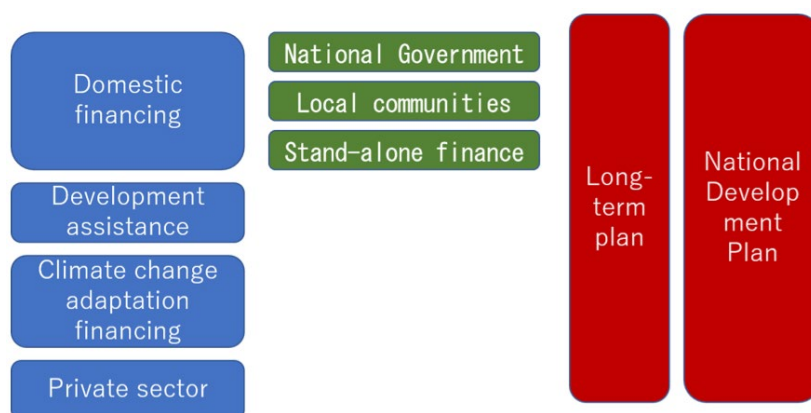 Domestic
financing
Development
assistance
Climate change
adaptation
financing
Private sector
National Government
Local communities
Stand-alone finance
Long-
term
plan
National
Develop
ment
Plan